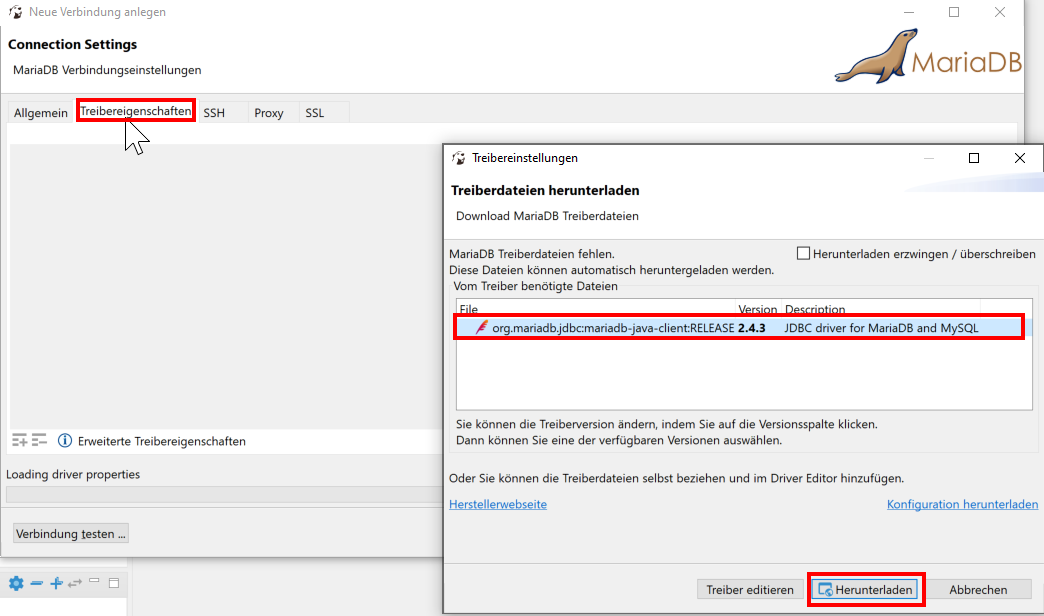 Neue Verbindung anlegen
Connection Settings
MariaDB Verbindungseinstellungen
MariaDB
Allgemein Treibereigenschaften SSH Proxy SSL
Erweiterte Treibereigenschaften
Loading driver properties
Verbindung testen ...
Treibereinstellungen
Treiberdateien herunterladen
Download MariaDB Treiberdateien
MariaDB Treiberdateien fehlen.
Herunterladen erzwingen / überschreiben
Diese Dateien können automatisch heruntergeladen werden.
Vom Treiber benötigte Dateien
File Version Description
org.mariadb.jdbc:mariadb-java-client:RELEASE 2.4.3 JDBC driver for MariaDB and MySQL
Sie können die Treiberversion ändern, indem Sie auf die Versionsspalte klicken.
Dann können Sie eine der verfügbaren Versionen auswählen.
Oder Sie können die Treiberdateien selbst beziehen und im Driver Editor hinzufügen.
Herstellerwebseite Konfiguration herunterladen
Treiber editieren Herunterladen Abbrechen